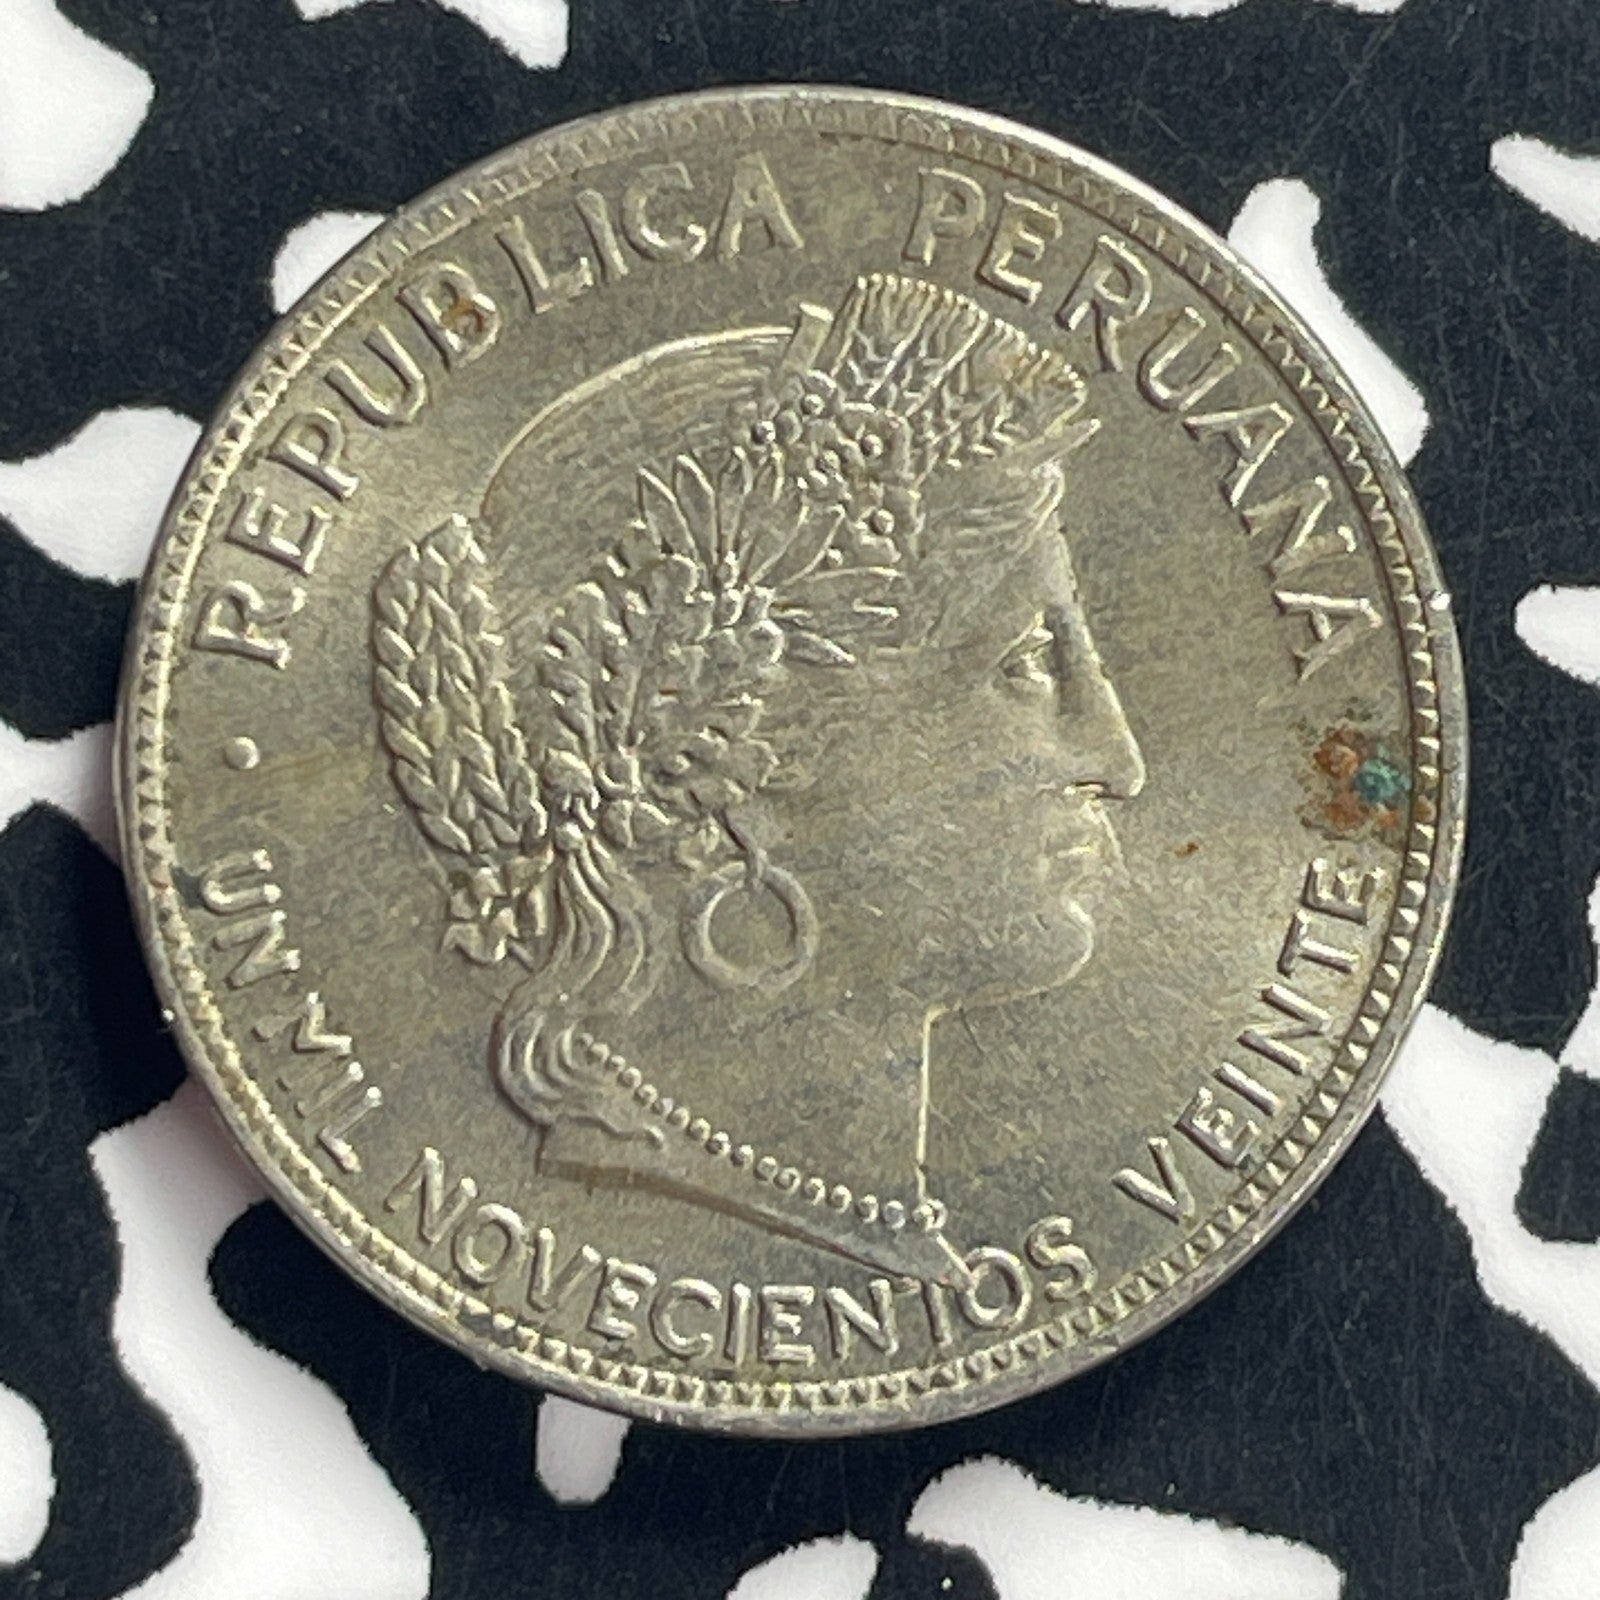 REPUBLICA PERUANA
UN MIL NOVECIENTOS VEINTE